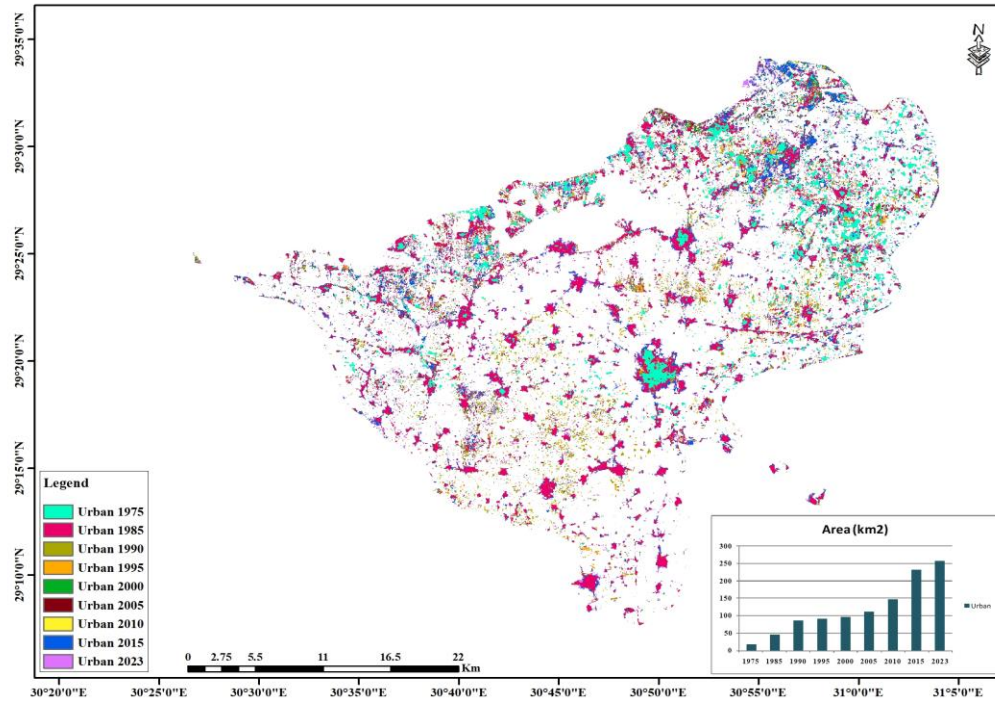 N
29°35'0"N
29°30'0"N
29°25'0"N
29°20'0"N
29°15'0"N
29°10'0"N
Legend
Urban 1975
Urban 1985
Urban 1990
Urban 1995
Urban 2000
Urban 2005
Urban 2010
Urban 2015
Urban 2023
0 2.75 5.5 11 16.5 22
Km
Area (km2)
300
250
200
150
100
50
0
1975 1985 1990 1995 2000 2005 2010 2015 2023
Urban
30°20'0"E 30°25'0"E 30°30'0"E 30°35'0"E 30°40'0"E 30°45'0"E 30°50'0"E 30°55'0"E 31°0'0"E 31°5'0"E